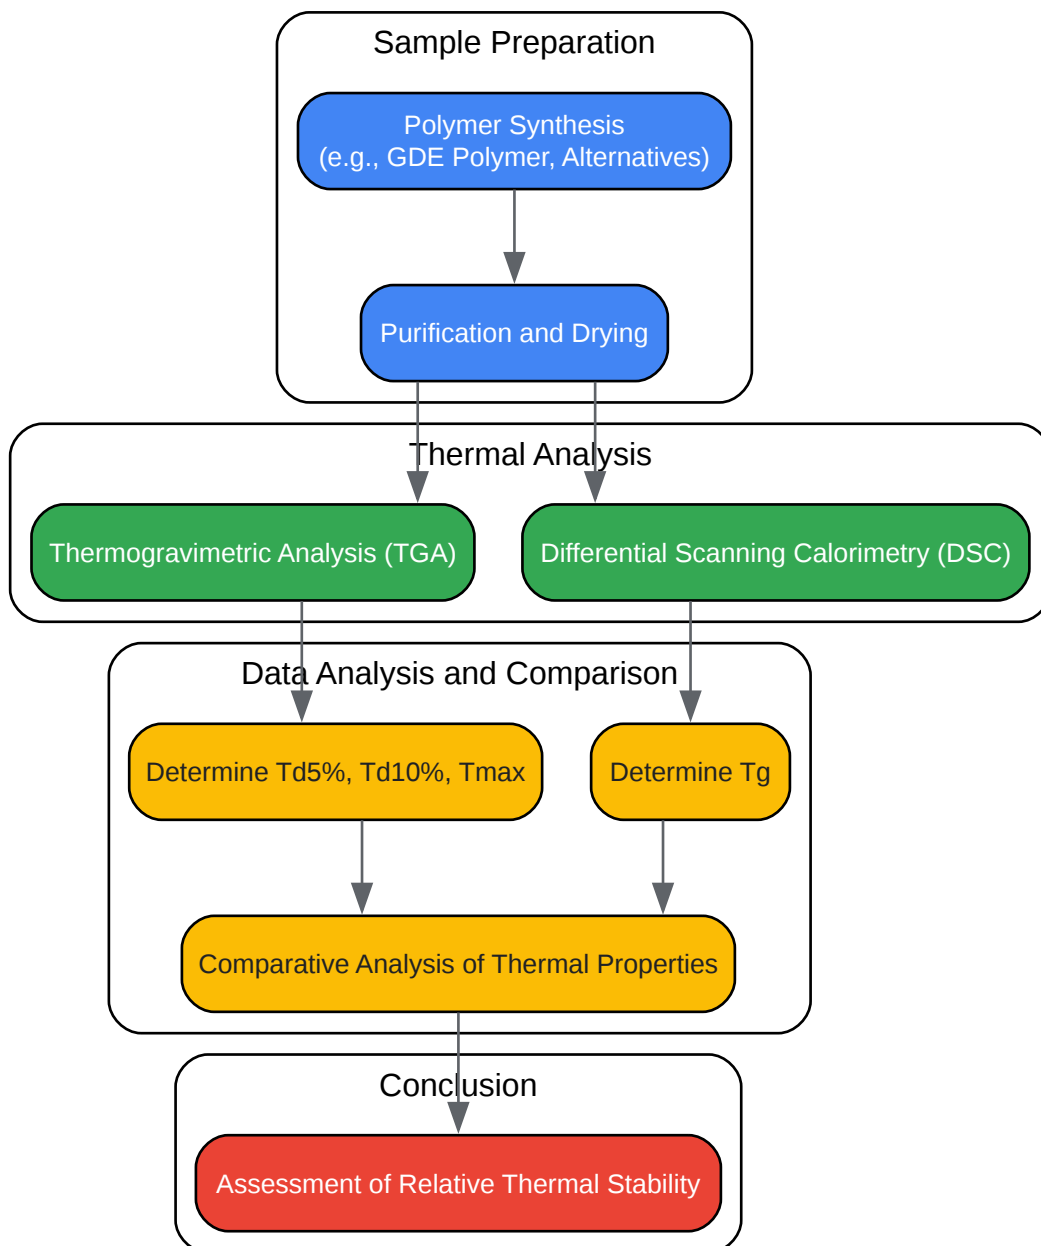 Sample Preparation
Polymer Synthesis
(e.g., GDE Polymer, Alternatives)
Purification and Drying
Thermal Analysis
Thermogravimetric Analysis (TGA)
Differential Scanning Calorimetry (DSC)
Data Analysis and Comparison
Determine Td5%, Td10%, Tmax
Determine Tg
Comparative Analysis of Thermal Properties
Conclusion
Assessment of Relative Thermal Stability